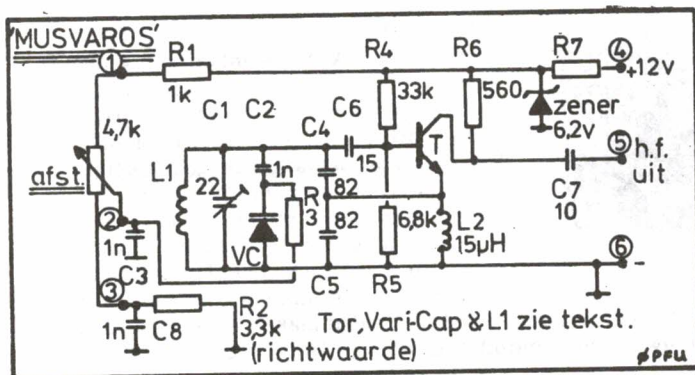 'MUSVAROS'
①
R1
1k
R4
33k
R6
560
R7
④
+12v
zener
6,2v
C1
C2
C6
15
C4
4,7k
afst.
L1
22
1n
VC
R
3
82
82
T
6,8k
L2
15µH
⑤
h.f.
uit
C7
10
②
1n
C3
C5
R5
⑥
-
③
1n
C8
R2
3,3k
(richtwaarde)
Tor,Vari-Cap & L1 zie tekst.
øPFU